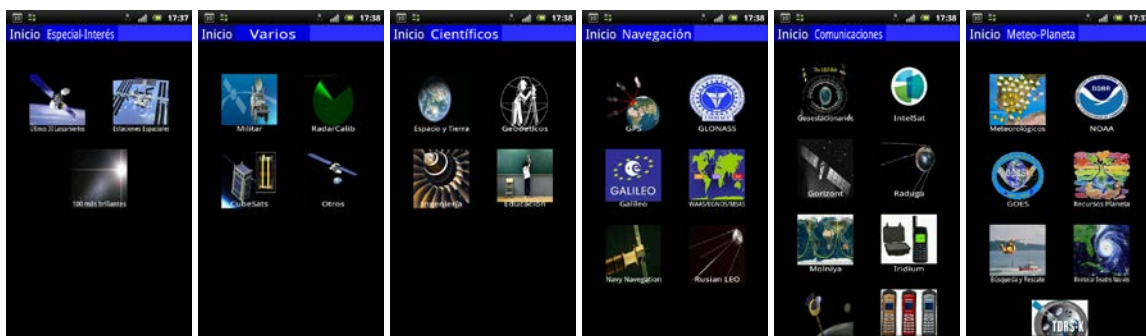 17:37
Inicio Especial-Interés
Últimos 30 Lanzamientos
Estaciones Espaciales
100 más brillantes
17:38
Inicio Varios
Militar
RadarCalib
CubeSats
Otros
17:38
Inicio Científicos
Espacio y Tierra
Geodéticos
Ingeniería
Educación
17:38
Inicio Navegación
GPS
GLONASS
GALILEO
Galileo
WAAS/EGNOS/MSAS
Navy Navegation
Rusian LEO
17:38
Inicio Comunicaciones
Geoestacionarios
IntelSat
Gorizont
Raduga
Molniya
Iridium
17:37
Inicio Meteo-Planeta
Meteorológicos
NOAA
NOAA
GOES
GOES
Recursos Planeta
Búsqueda y Rescate
TDRS-K